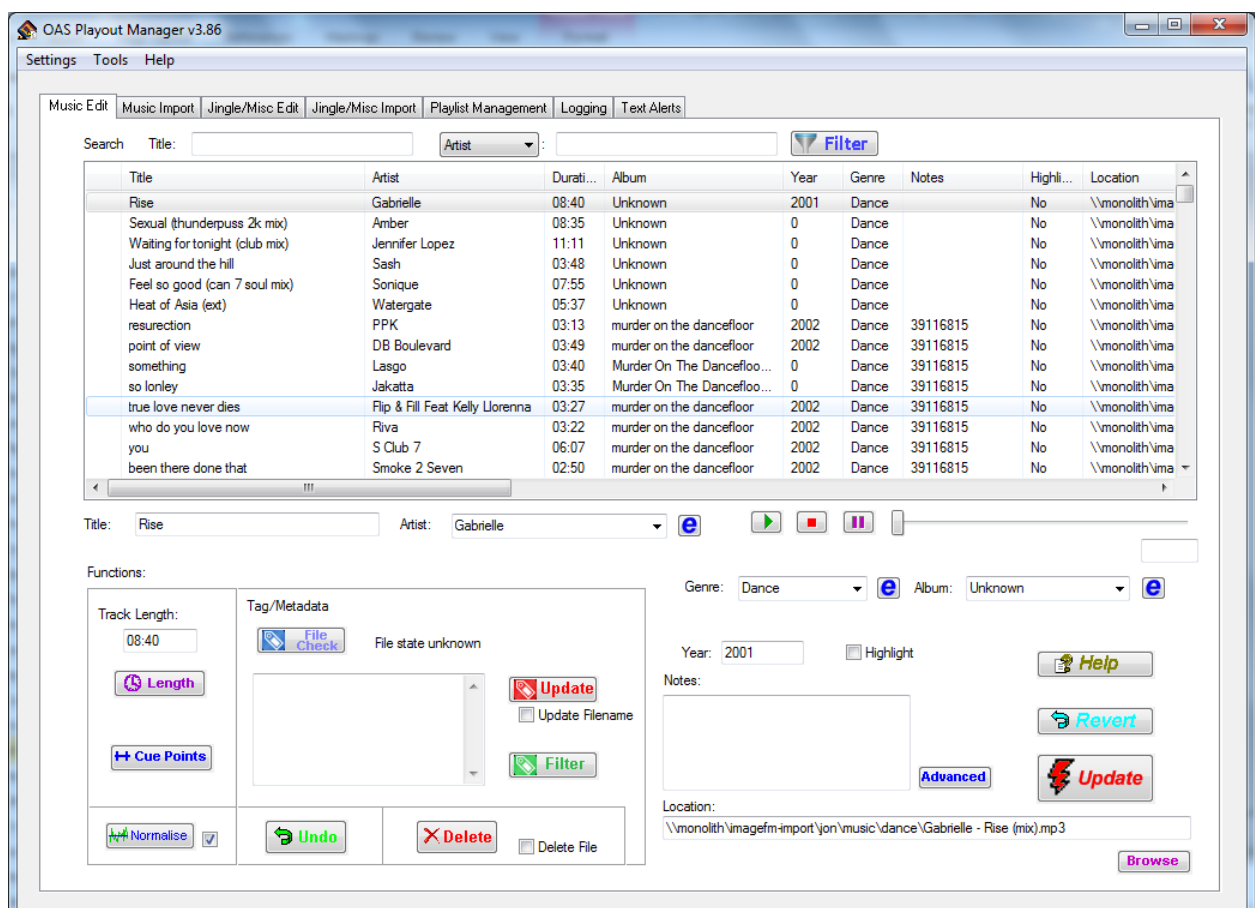 OAS Playout Manager v3.86
Settings Tools Help
Music Edit Music Import Jingle/Misc Edit Jingle/Misc Import Playlist Management Logging Text Alerts
Search Title: Artist : Filter
Title Artist Durati... Album Year Genre Notes Highli... Location
Rise Gabrielle 08:40 Unknown 2001 Dance No \\monolith\ima
Sexual (thunderpuss 2k mix) Amber 08:35 Unknown 0 Dance No \\monolith\ima
Waiting for tonight (club mix) Jennifer Lopez 11:11 Unknown 0 Dance No \\monolith\ima
Just around the hill Sash 03:48 Unknown 0 Dance No \\monolith\ima
Feel so good (can 7 soul mix) Sonique 07:55 Unknown 0 Dance No \\monolith\ima
Heat of Asia (ext) Watergate 05:37 Unknown 0 Dance No \\monolith\ima
resurection PPK 03:13 murder on the dancefloor 2002 Dance 39116815 No \\monolith\ima
point of view DB Boulevard 03:49 murder on the dancefloor 2002 Dance 39116815 No \\monolith\ima
something Lasgo 03:40 Murder On The Dancefloo... 0 Dance 39116815 No \\monolith\ima
so lonley Jakatta 03:35 Murder On The Dancefloo... 0 Dance 39116815 No \\monolith\ima
true love never dies Flip & Fill Feat Kelly Llorenna 03:27 murder on the dancefloor 2002 Dance 39116815 No \\monolith\ima
who do you love now Riva 03:22 murder on the dancefloor 2002 Dance 39116815 No \\monolith\ima
you S Club 7 06:07 murder on the dancefloor 2002 Dance 39116815 No \\monolith\ima
been there done that Smoke 2 Seven 02:50 murder on the dancefloor 2002 Dance 39116815 No \\monolith\ima
Title: Rise Artist: Gabrielle e
Functions:
Genre: Dance e Album: Unknown e
Track Length:
08:40
Length
Cue Points
Normalise
Tag/Metadata
File Check File state unknown
Update
Update Filename
Filter
Undo Delete Delete File
Year: 2001 Highlight
Notes:
Help
Revert
Advanced Update
Location:
\\monolith\imagefm-import\jon\music\dance\Gabrielle - Rise (mix).mp3
Browse